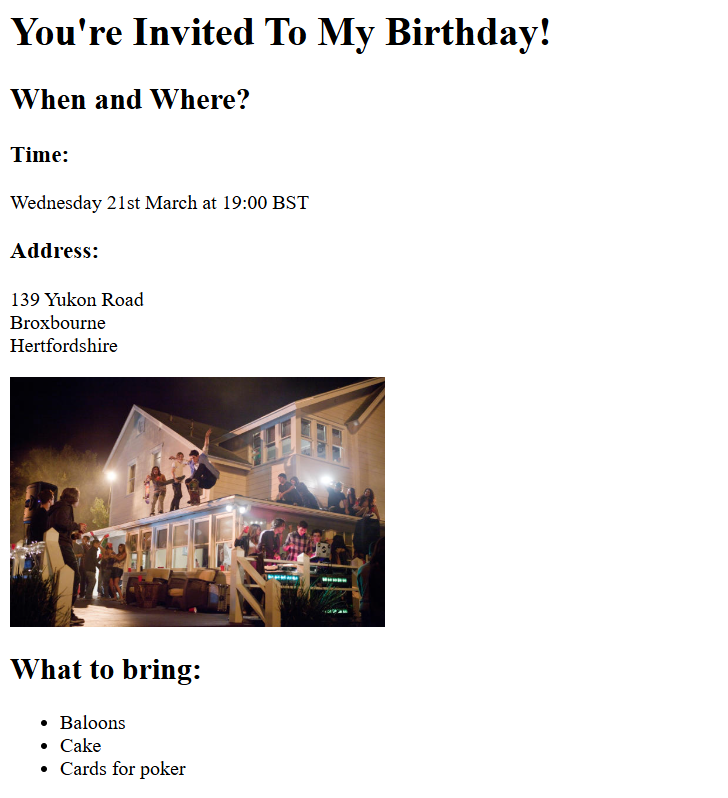 You're Invited To My Birthday!
When and Where?
Time:
Wednesday 21st March at 19:00 BST
Address:
139 Yukon Road
Broxbourne
Hertfordshire
What to bring:
Baloons
Cake
Cards for poker